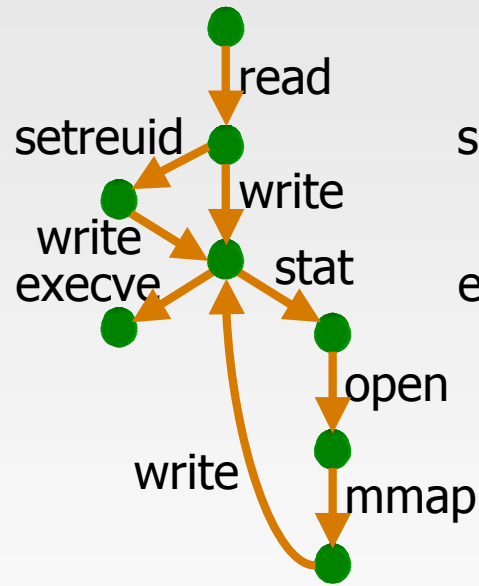 read
setreuid
s
write
write
stat
execve
e
open
write
mmap